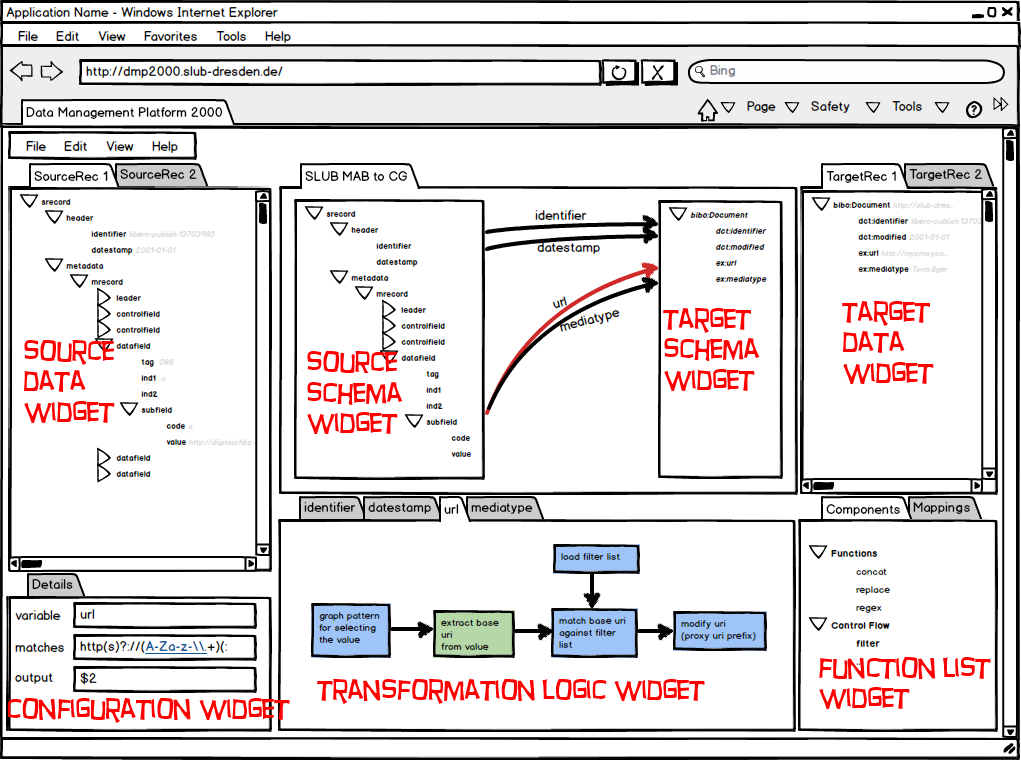 Application Name - Windows Internet Explorer
File Edit View Favorites Tools Help
http://dmp2000.slub-dresden.de/
Bing
Data Management Platform 2000
Page Safety Tools
File Edit View Help
SourceRec 1 SourceRec 2
srecord
header
identifier libero-publish:13703983
datestamp 2001-01-01
metadata
mrecord
leader
controlfield
controlfield
datafield
tag 088
ind1 a
ind2
subfield
code a
value http://digitool.hbz-
datafield
datafield
SOURCE
DATA
WIDGET
SLUB MAB to CG
srecord
header
identifier
datestamp
metadata
mrecord
leader
controlfield
controlfield
datafield
tag
ind1
ind2
subfield
code
value
SOURCE
SCHEMA
WIDGET
identifier
datestamp
url
mediatype
bibo:Document
dct:identifier
dct:modified
ex:url
ex:mediatype
TARGET
SCHEMA
WIDGET
TargetRec 1 TargetRec 2
bibo:Document http://slub-dres...
dct:identifier libero-publish:13703
dct:modified 2001-01-01
ex:url http://myproxy.co...
ex:mediatype Tontr&ger
TARGET
DATA
WIDGET
Details
variable url
matches http(s)?://(A-Za-z-\\.+)(:
output $2
CONFIGURATION WIDGET
identifier datestamp url mediatype
load filter list
graph pattern
for selecting
the value
extract base
uri
from value
match base uri
against filter
list
modify uri
(proxy uri prefix)
TRANSFORMATION LOGIC WIDGET
Components Mappings
Functions
concat
replace
regex
Control Flow
filter
FUNCTION LIST
WIDGET